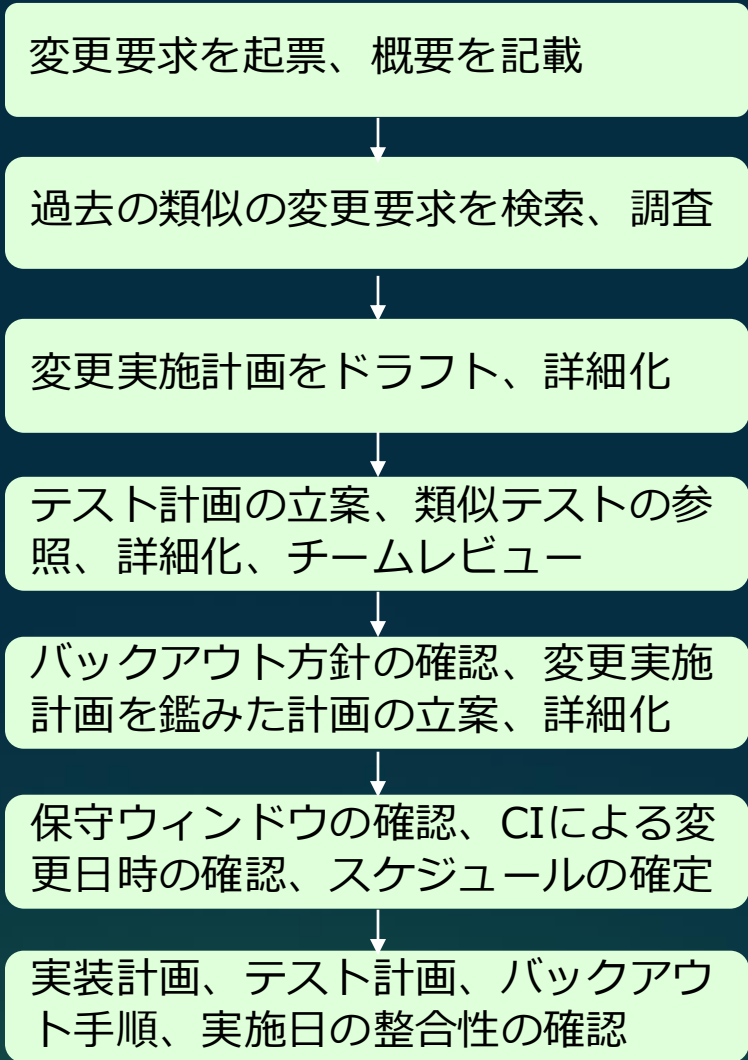 変更要求を起票、概要を記載
過去の類似の変更要求を検索、調査
変更実施計画をドラフト、詳細化
テスト計画の立案、類似テストの参
照、詳細化、チームレビュー
バックアウト方針の確認、変更実施
計画を鑑みた計画の立案、詳細化
保守ウィンドウの確認、CIによる変
更日時の確認、スケジュールの確定
実装計画、テスト計画、バックアウ
ト手順、実施日の整合性の確認